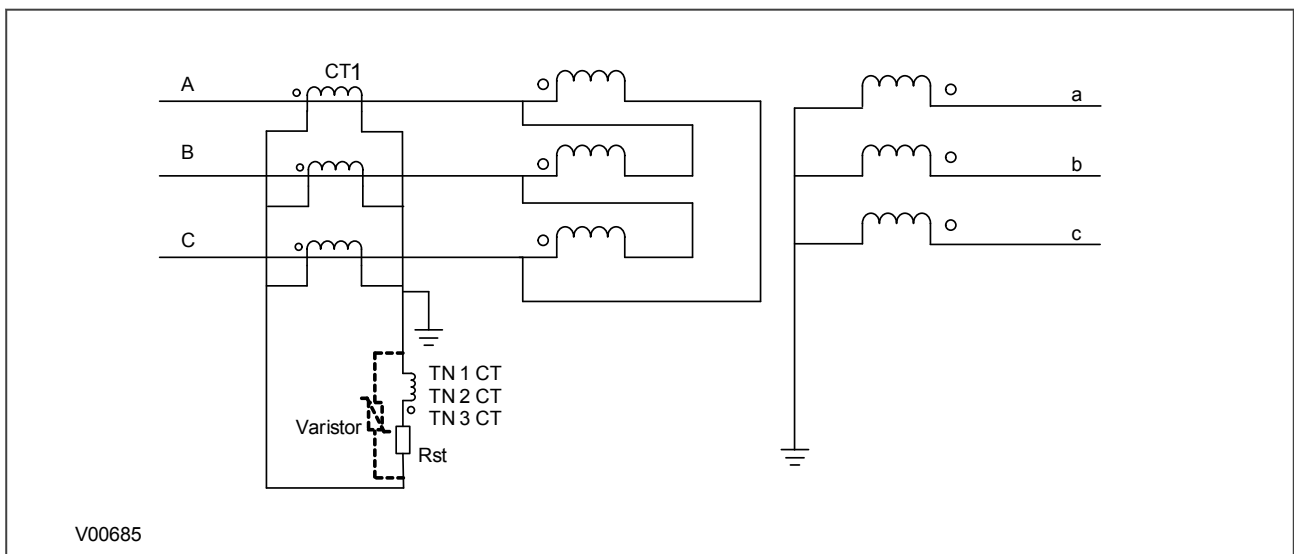 CT1
A
a
B
b
C
c
TN 1 CT
TN 2 CT
TN 3 CT
Varistor
Rst
V00685